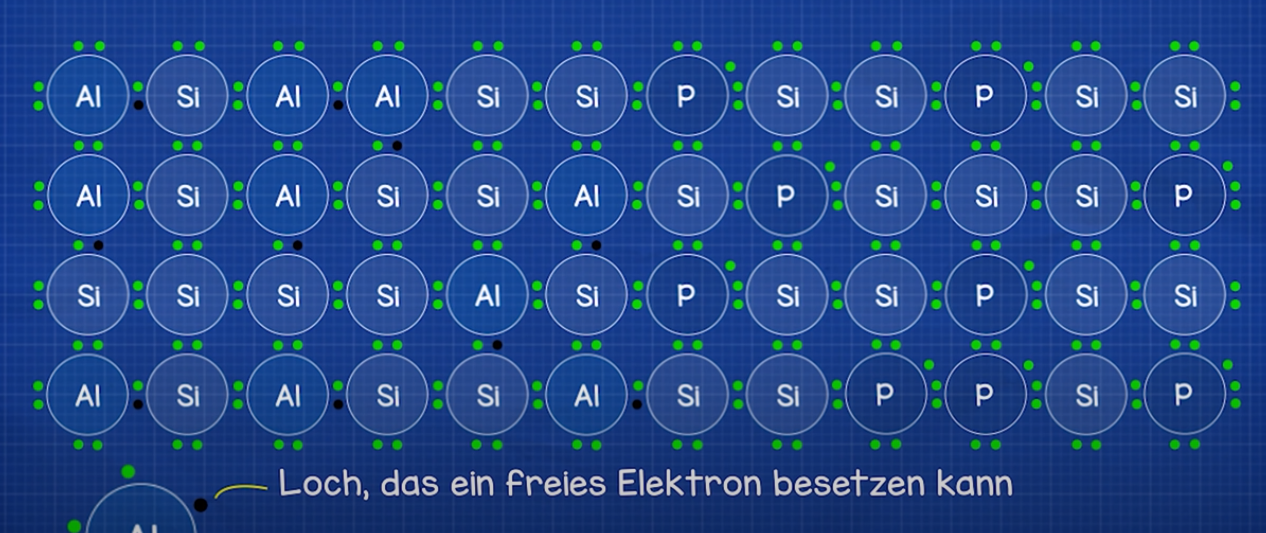 Al Si Al Al Si Si P Si Si P Si Si
Al Si Al Si Si Al Si P Si Si Si P
Si Si Si Si Al Si P Si Si P Si Si
Al Si Al Si Si Al Si Si P P Si P
Loch, das ein freies Elektron besetzen kann
Al